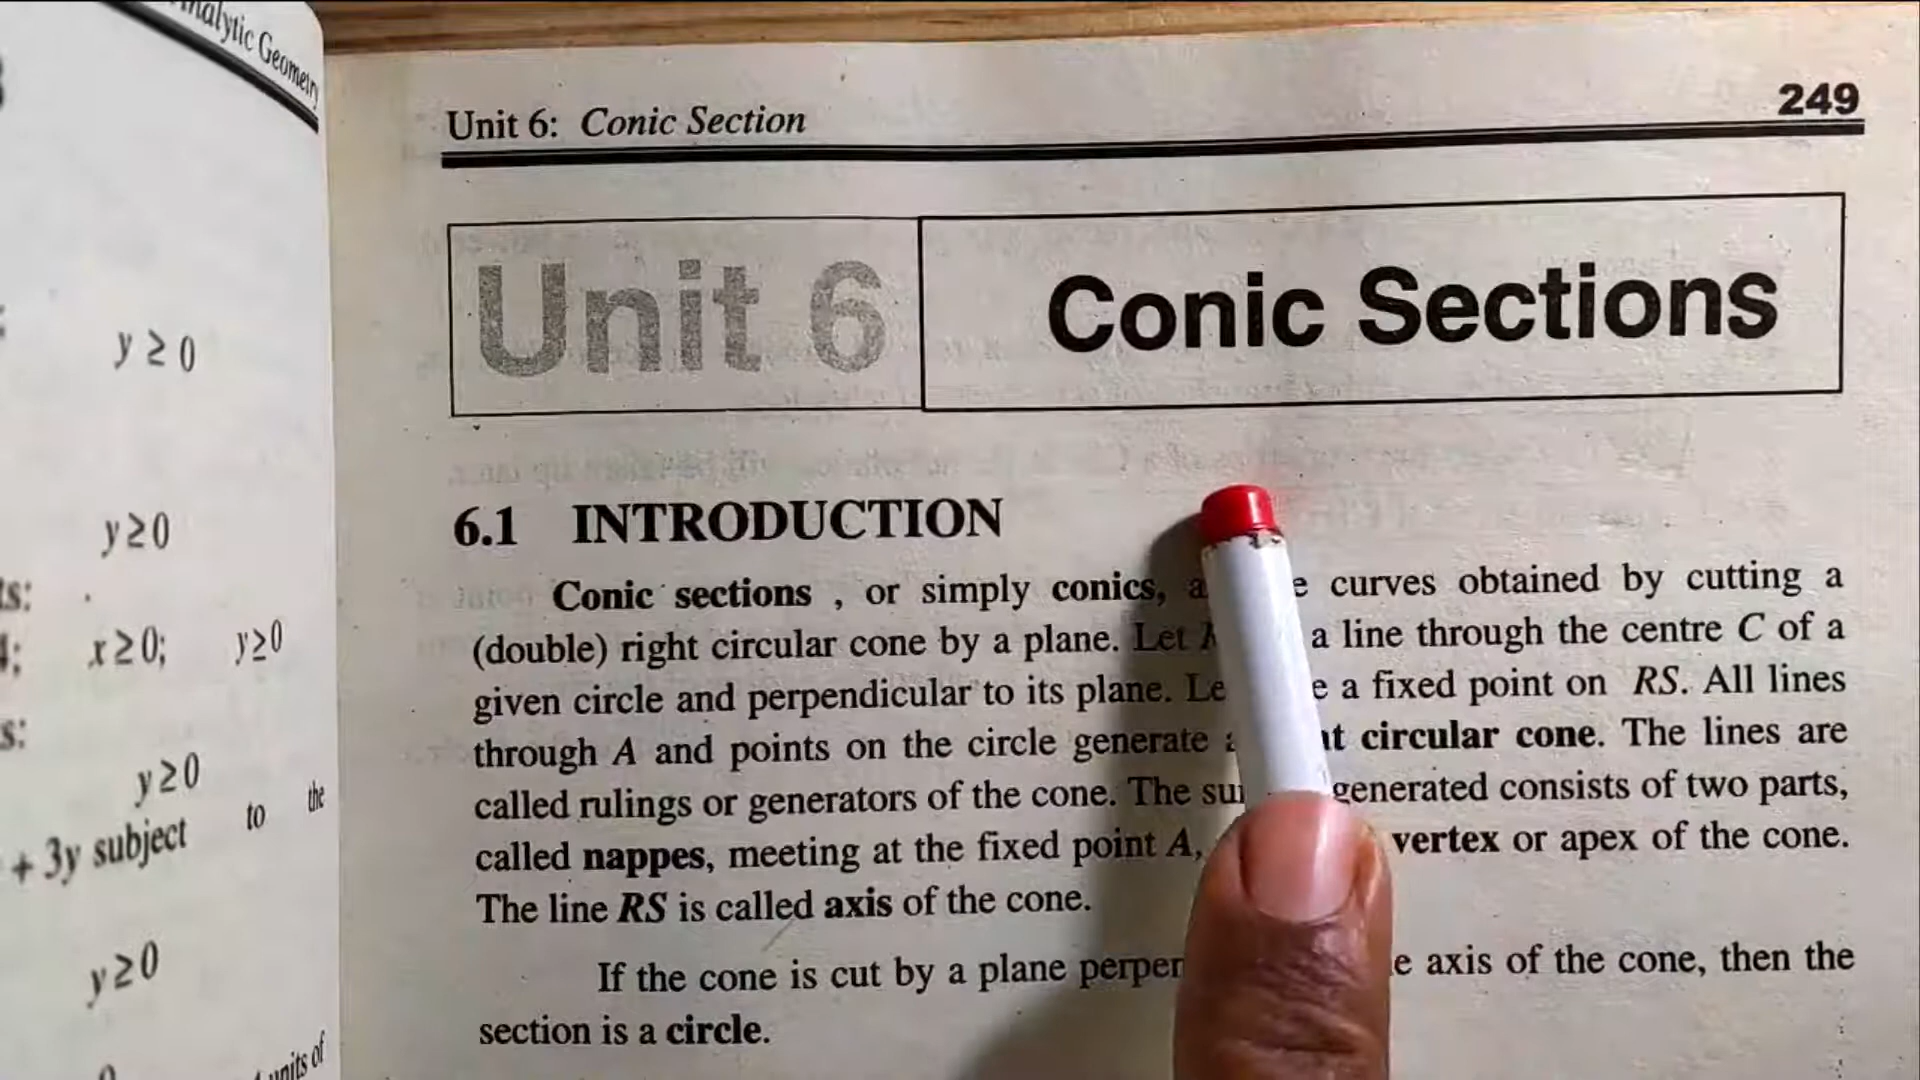 Analytic Geometry
y ≥ 0
y ≥ 0
x ≥ 0; y ≥ 0
y ≥ 0
+ 3y subject to the
y ≥ 0
units of
Unit 6: Conic Section 249
Unit 6 Conic Sections
6.1 INTRODUCTION
Conic sections , or simply conics, curves obtained by cutting a
(double) right circular cone by a plane. Let a line through the centre C of a
given circle and perpendicular to its plane. a fixed point on RS. All lines
through A and points on the circle generate circular cone. The lines are
called rulings or generators of the cone. The generated consists of two parts,
called nappes, meeting at the fixed point A, vertex or apex of the cone.
The line RS is called axis of the cone.
If the cone is cut by a plane axis of the cone, then the
section is a circle.